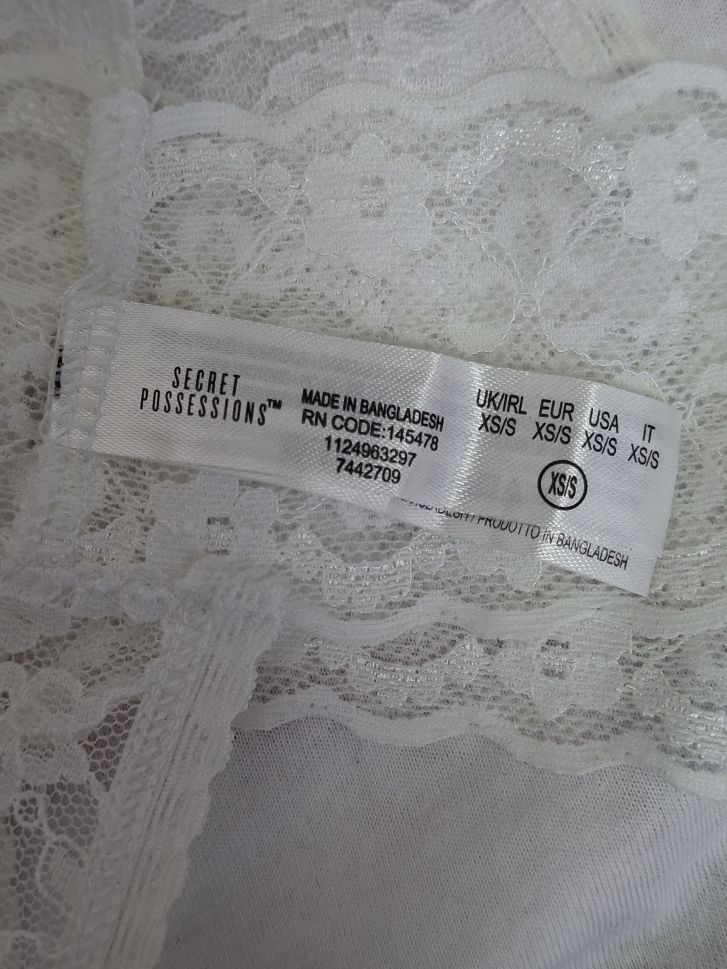 SECRET
POSSESSIONS™
MADE IN BANGLADESH
RN CODE:145478
1124963297
7442709
UK/IRL EUR USA IT
XS/S XS/S XS/S XS/S
XS/S
/ PRODOTTO IN BANGLADESH